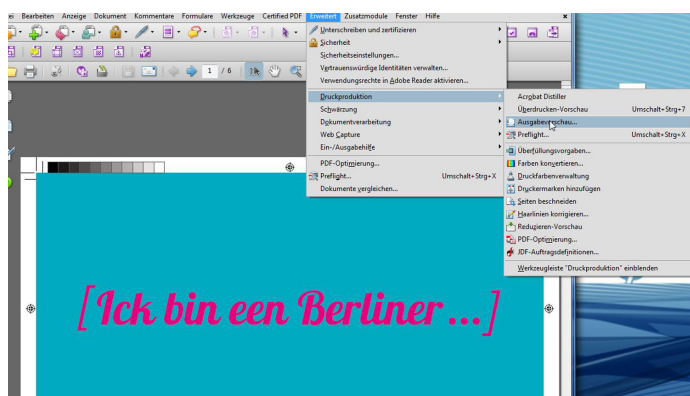 ei Bearbeiten Anzeige Dokument Kommentare Formulare Werkzeuge Certified PDF Erweitert Zusatzmodule Fenster Hilfe
Unterschreiben und zertifizieren
Sicherheit
Sicherheitseinstellungen...
Vertrauenswürdige Identitäten verwalten...
Verwendungsrechte in Adobe Reader aktivieren...
Druckproduktion
Schwärzung
Dokumentverarbeitung
Web Capture
Ein-/Ausgabehilfe
PDF-Optimierung...
Preflight... Umschalt+Strg+X
Dokumente vergleichen...
Acrobat Distiller
Überdrucken-Vorschau Umschalt+Strg+7
Ausgabevorschau...
Preflight... Umschalt+Strg+X
Überfüllungsvorgaben...
Farben konvertieren...
Druckfarbenverwaltung
Druckermarken hinzufügen
Seiten beschneiden
Haarlinien korrigieren...
Reduzieren-Vorschau
PDF-Optimierung...
JDF-Auftragsdefinitionen...
Werkzeugleiste "Druckproduktion" einblenden
1 / 6
[Ick bin een Berliner ...]